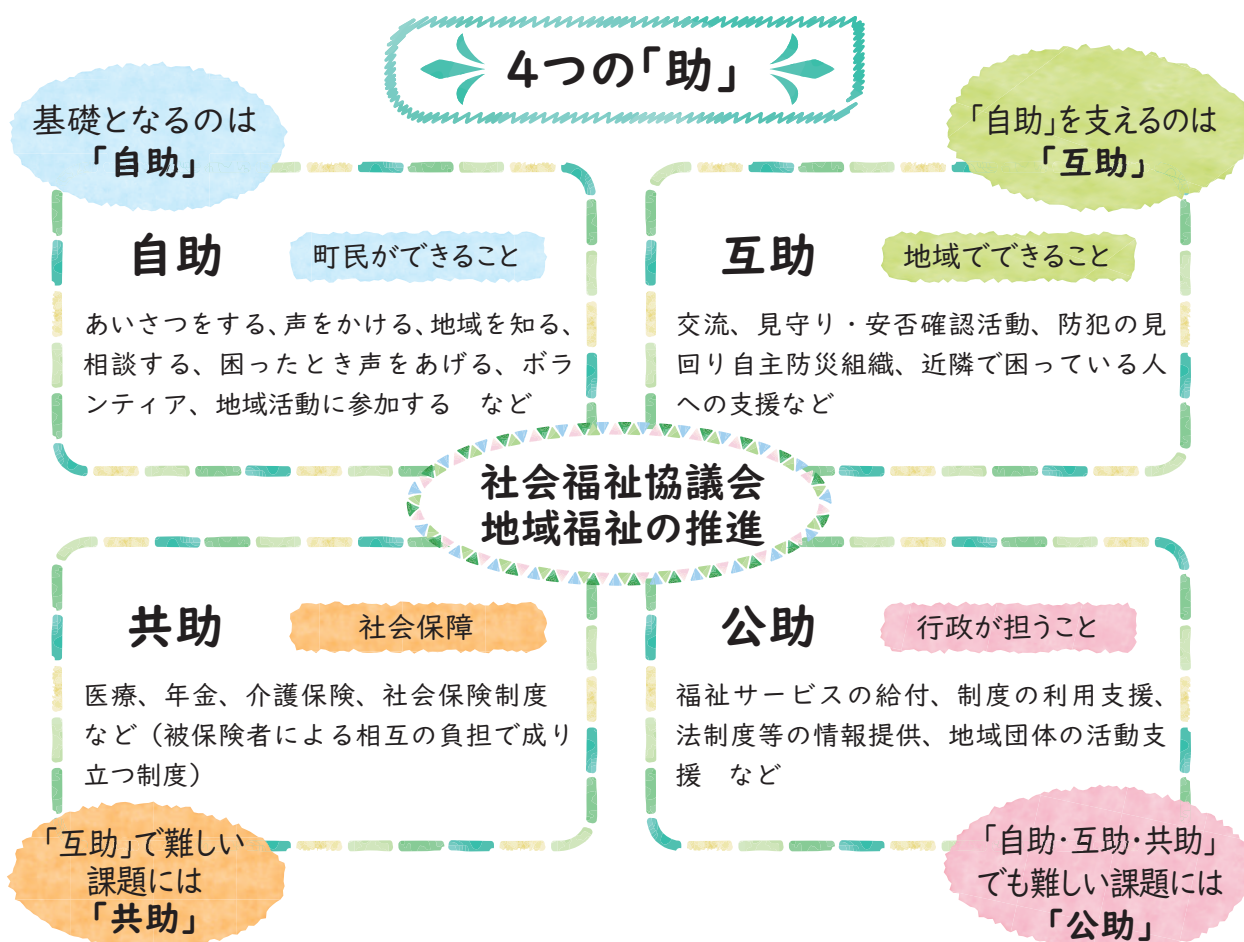 4つの「助」
基礎となるのは
「自助」
自助
町民ができること
あいさつをする、声をかける、地域を知る、
相談する、困ったとき声をあげる、ボラ
ンティア、地域活動に参加する　など
「自助」を支えるのは
「互助」
互助
地域でできること
交流、見守り・安否確認活動、防犯の見
回り自主防災組織、近隣で困っている人
への支援など
社会福祉協議会
地域福祉の推進
共助
社会保障
医療、年金、介護保険、社会保険制度
など（被保険者による相互の負担で成り
立つ制度）
「互助」で難しい
課題には
「共助」
公助
行政が担うこと
福祉サービスの給付、制度の利用支援、
法制度等の情報提供、地域団体の活動支
援　など
「自助・互助・共助」
でも難しい課題には
「公助」